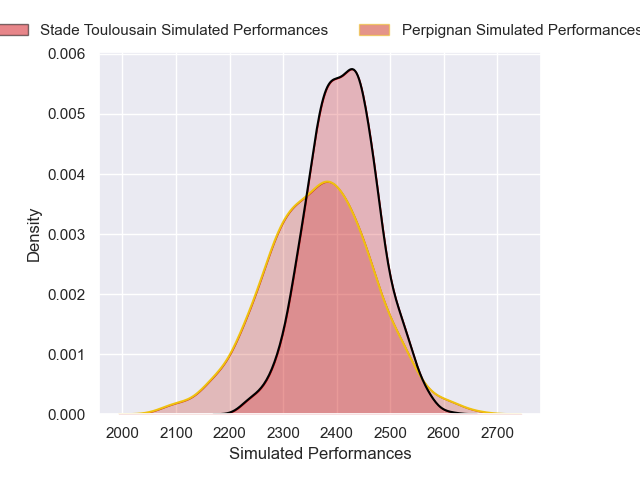 Stade Toulousain Simulated Performances Perpignan Simulated Performances
0.006
0.005
0.004
0.003
0.002
0.001
0.000
Density
2000 2100 2200 2300 2400 2500 2600 2700
Simulated Performances